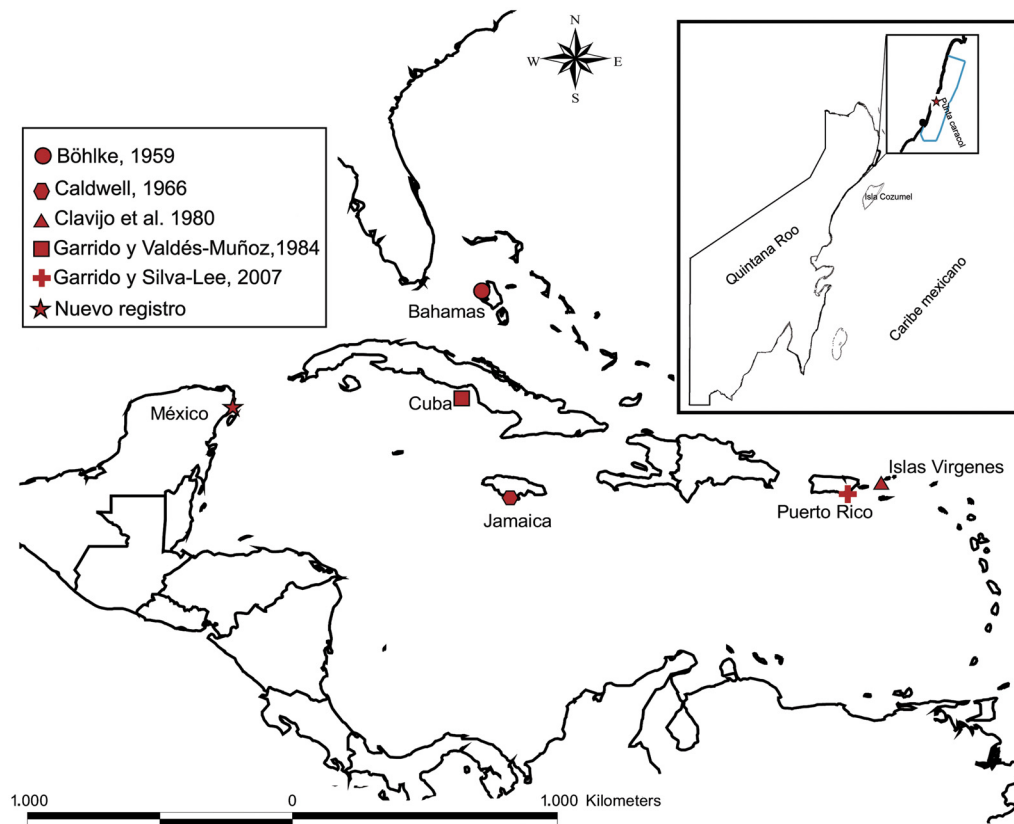 N
W
E
S
Böhlke, 1959
Caldwell, 1966
Clavijo et al. 1980
Garrido y Valdés-Muñoz,1984
Garrido y Silva-Lee, 2007
Nuevo registro
Punta caracol
Isla Cozumel
Quintana Roo
Caribe mexicano
Bahamas
México
Cuba
Jamaica
Islas Virgenes
Puerto Rico
1.000
0
1.000 Kilometers